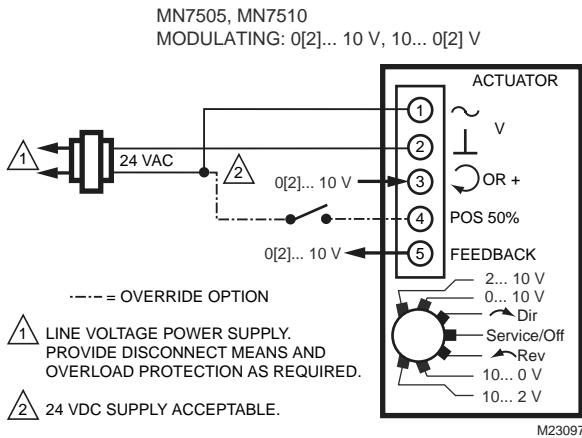 MN7505, MN7510
MODULATING: 0[2]... 10 V, 10... 0[2] V
ACTUATOR
1
V
2
1
24 VAC
2
0[2]... 10 V
3
OR +
4
POS 50%
0[2]... 10 V
5
FEEDBACK
2... 10 V
0... 10 V
Dir
Service/Off
Rev
10... 0 V
10... 2 V
= OVERRIDE OPTION
1 LINE VOLTAGE POWER SUPPLY.
PROVIDE DISCONNECT MEANS AND
OVERLOAD PROTECTION AS REQUIRED.
2 24 VDC SUPPLY ACCEPTABLE.
M23097